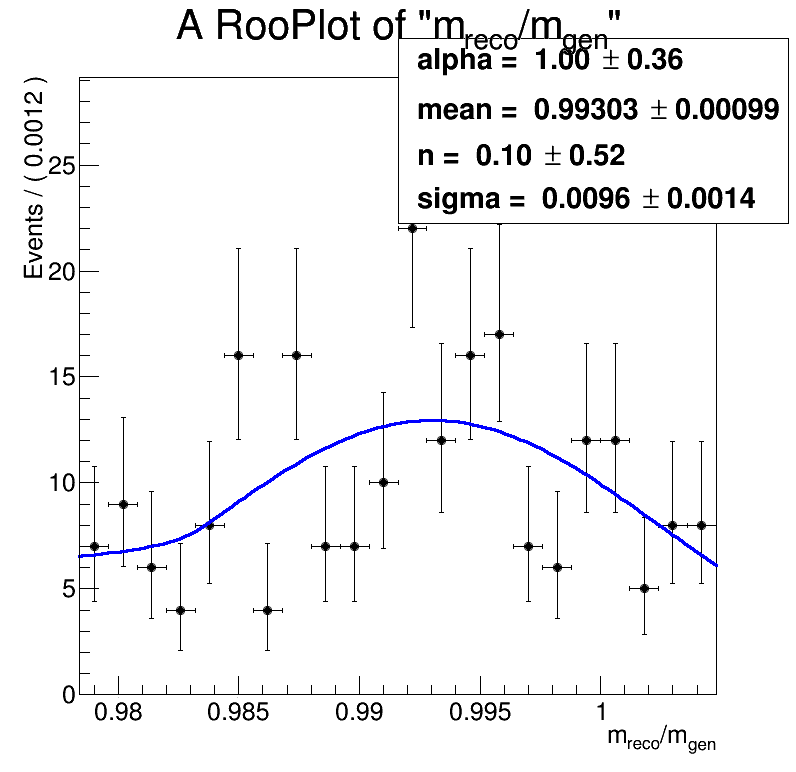 A RooPlot of "m_reco/m_gen"
alpha = 1.00 ± 0.36
mean = 0.99303 ± 0.00099
n = 0.10 ± 0.52
sigma = 0.0096 ± 0.0014
Events / ( 0.0012 )
25
20
15
10
5
0
0.98 0.985 0.99 0.995 1
m_reco/m_gen